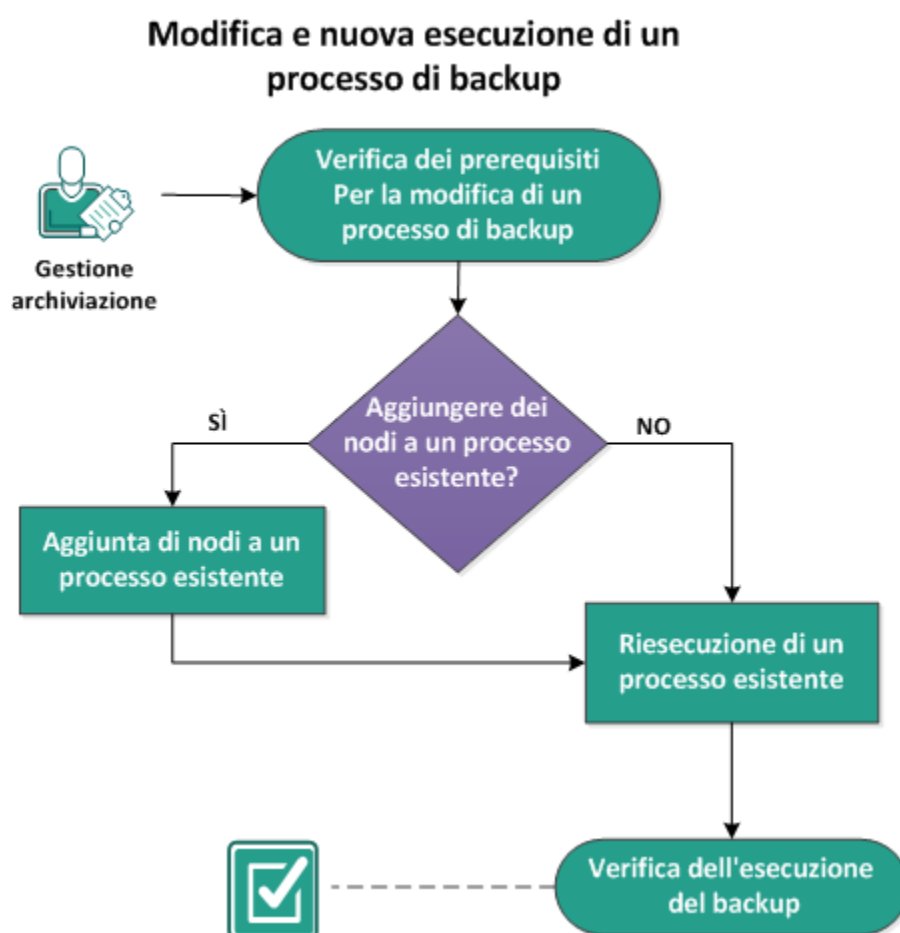 Modifica e nuova esecuzione di un
processo di backup
Verifica dei prerequisiti
Per la modifica di un
processo di backup
Gestione
archiviazione
Aggiungere dei
nodi a un processo
esistente?
SÌ
NO
Aggiunta di nodi a un
processo esistente
Riesecuzione di un
processo esistente
Verifica dell'esecuzione
del backup